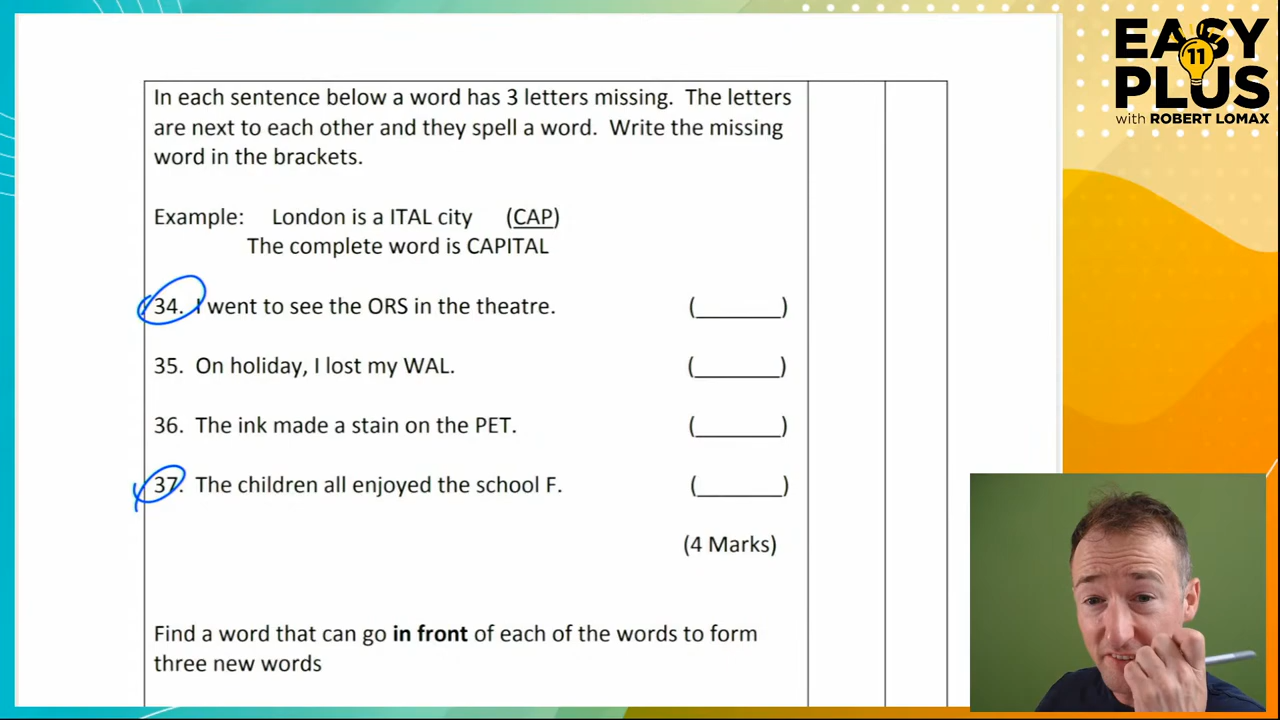 EASY
11
PLUS
with ROBERT LOMAX
In each sentence below a word has 3 letters missing. The letters
are next to each other and they spell a word. Write the missing
word in the brackets.
Example: London is a ITAL city (CAP)
The complete word is CAPITAL
34. I went to see the ORS in the theatre. (_______)
35. On holiday, I lost my WAL. (_______)
36. The ink made a stain on the PET. (_______)
37. The children all enjoyed the school F. (_______)
(4 Marks)
Find a word that can go in front of each of the words to form
three new words